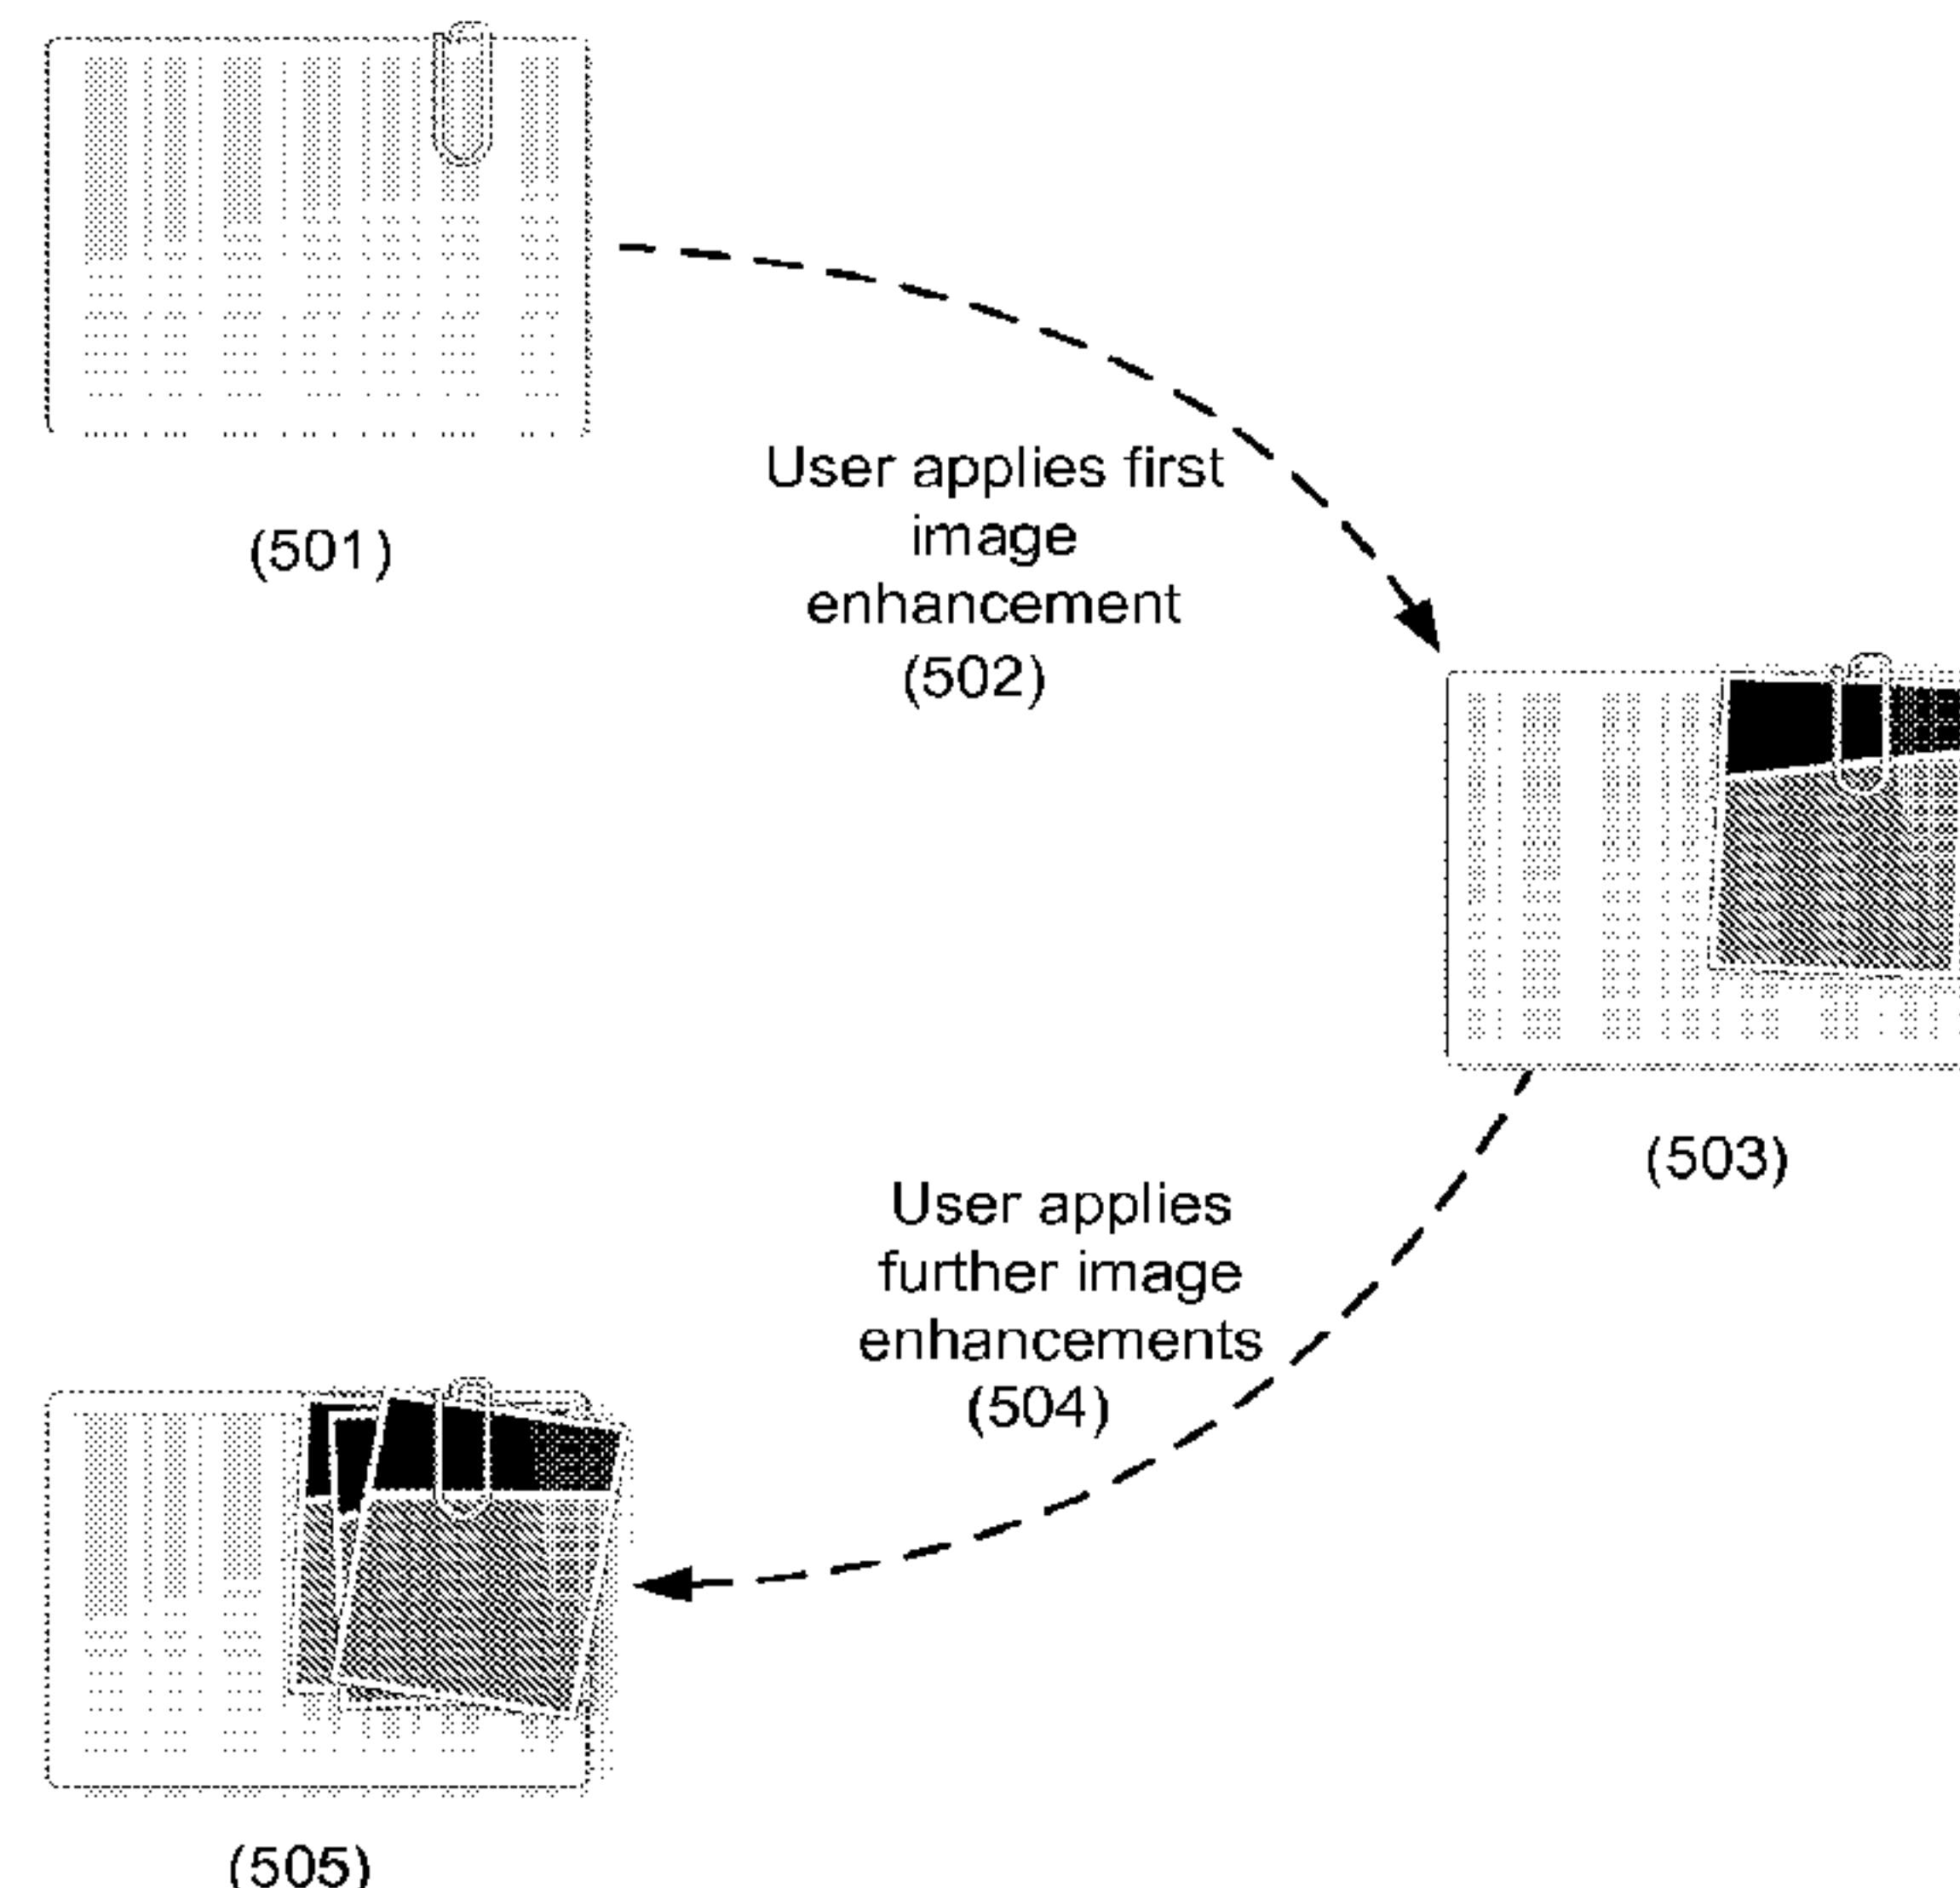 (501)
User applies first
image
enhancement
(502)
(503)
User applies
further image
enhancements
(504)
(505)